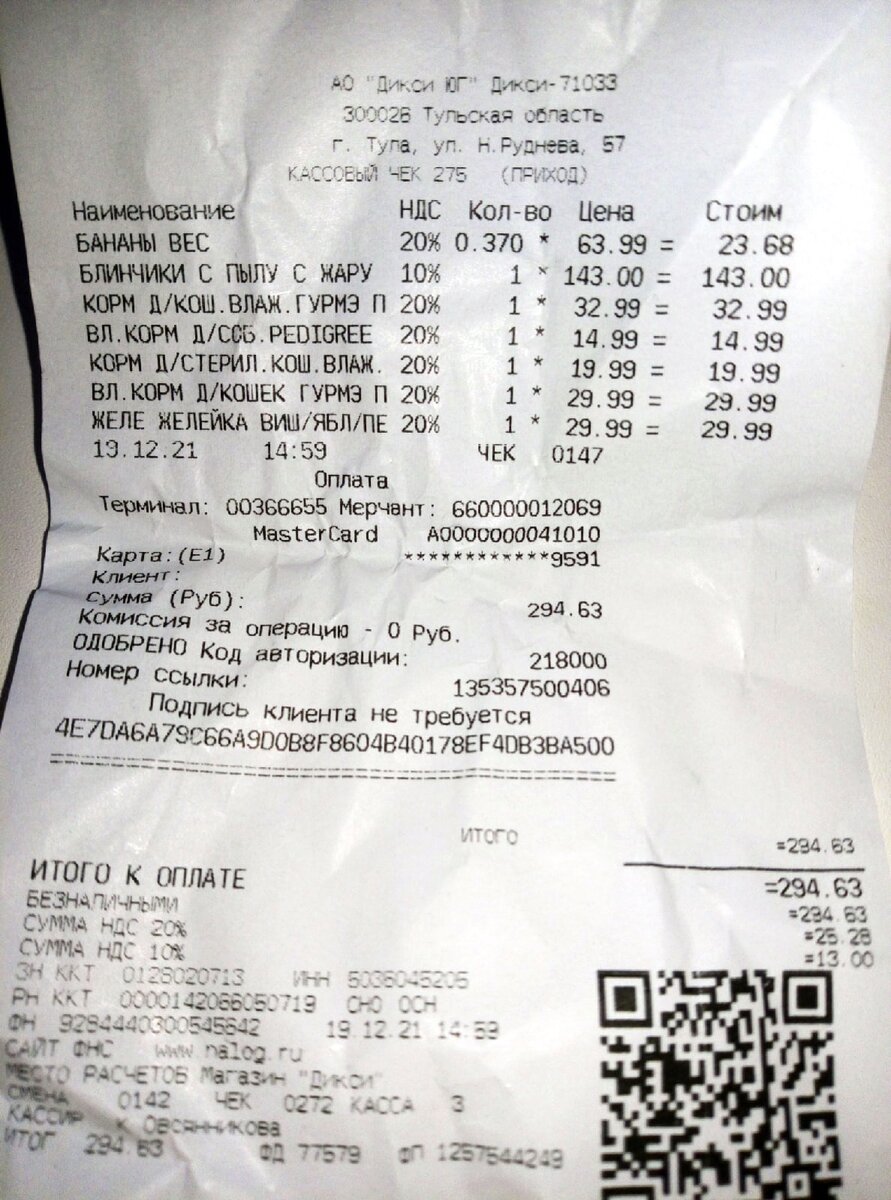 АО "Дикси ЮГ" Дикси-71033
300026 Тульская область
г. Тула, ул. Н.Руднева, 57
КАССОВЫЙ ЧЕК 275 (ПРИХОД)
Наименование НДС Кол-во Цена Стоим
БАНАНЫ ВЕС 20% 0.370 * 63.99 = 23.68
БЛИНЧИКИ С ПЫЛУ С ЖАРУ 10% 1 * 143.00 = 143.00
КОРМ Д/КОШ.ВЛАЖ.ГУРМЭ П 20% 1 * 32.99 = 32.99
ВЛ.КОРМ Д/СОБ.PEDIGREE 20% 1 * 14.99 = 14.99
КОРМ Д/СТЕРИЛ.КОШ.ВЛАЖ. 20% 1 * 19.99 = 19.99
ВЛ.КОРМ Д/КОШЕК ГУРМЭ П 20% 1 * 29.99 = 29.99
ЖЕЛЕ ЖЕЛЕЙКА ВИШ/ЯБЛ/ПЕ 20% 1 * 29.99 = 29.99
19.12.21 14:59 ЧЕК 0147
Оплата
Терминал: 00366655 Мерчант: 660000012069
MasterCard A0000000041010
Карта:(E1) ************9591
Клиент:
Сумма (Руб): 294.63
Комиссия за операцию - 0 Руб.
ОДОБРЕНО Код авторизации: 218000
Номер ссылки: 135357500406
Подпись клиента не требуется
4E7DA6A79C66A9D0B8F8604B40178EF4DB3BA500
ИТОГО =294.63
ИТОГО К ОПЛАТЕ =294.63
БЕЗНАЛИЧНЫМИ =294.63
СУММА НДС 20% =25.28
СУММА НДС 10% =13.00
ЗН ККТ 0128020713 ИНН 5036045205
РН ККТ 0000142066050719 СНО ОСН
ФН 9284440300545642 19.12.21 14:59
САЙТ ФНС www.nalog.ru
МЕСТО РАСЧЕТОВ Магазин "Дикси"
СМЕНА 0142 ЧЕК 0272 КАССА 3
КАССИР к Овсянникова
ИТОГ 294.63 ФД 77579 ФП 1257544249